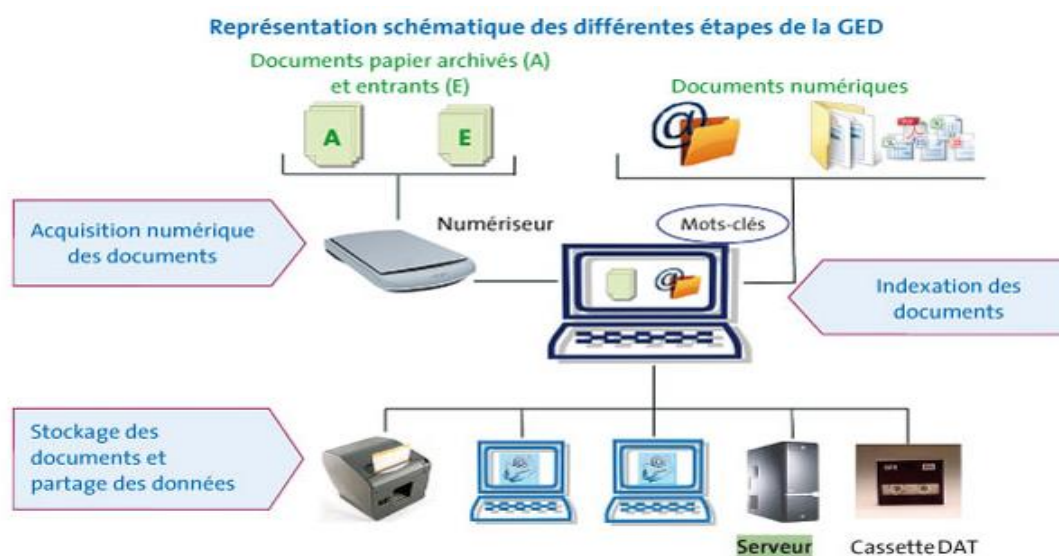 Représentation schématique des différentes étapes de la GED
Documents papier archivés (A)
et entrants (E)
Documents numériques
A
E
Acquisition numérique
des documents
Numériseur
Mots-clés
Indexation des
documents
Stockage des
documents et
partage des données
Serveur
Cassette DAT